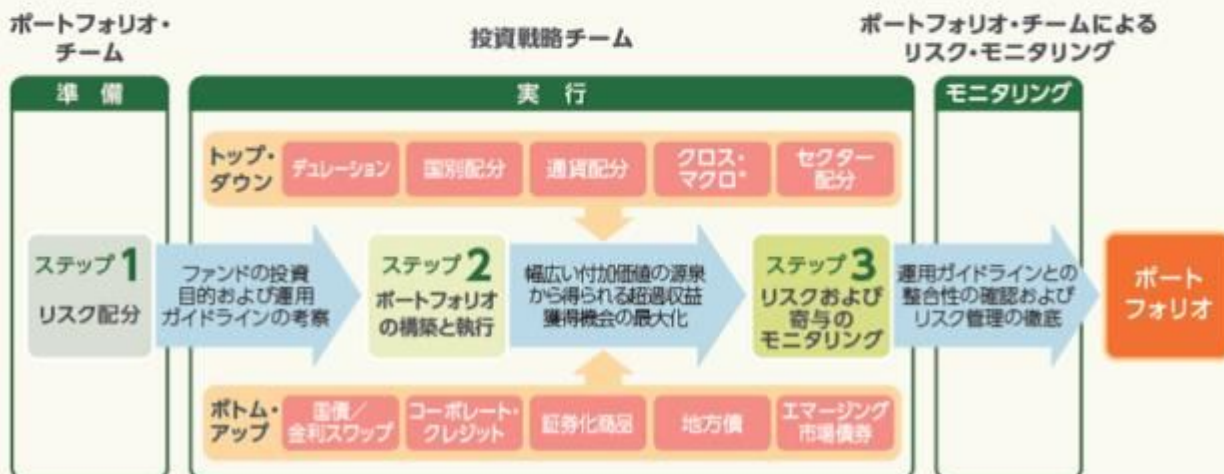 ポートフォリオ・
チーム
投資戦略チーム
ポートフォリオ・チームによる
リスク・モニタリング
準 備
実 行
モニタリング
トップ・
ダウン
デュレーション
国別配分
通貨配分
クロス・
マクロ*
セクター
配分
ステップ1
リスク配分
ファンドの投資
目的および運用
ガイドラインの考察
ステップ2
ポートフォリオ
の構築と執行
幅広い付加価値の源泉
から得られる超過収益
獲得機会の最大化
ステップ3
リスクおよび
寄与の
モニタリング
運用ガイドラインとの
整合性の確認および
リスク管理の徹底
ポート
フォリオ
ボトム・
アップ
国債／
金利スワップ
コーポレート・
クレジット
証券化商品
地方債
エマージング
市場債券